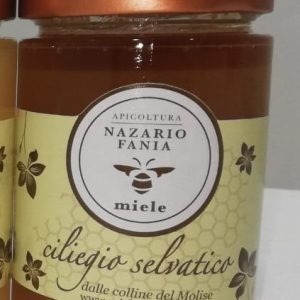 APICOLTURA
NAZARIO
FANIA
miele
ciliegio selvatico
dalle colline del Molise